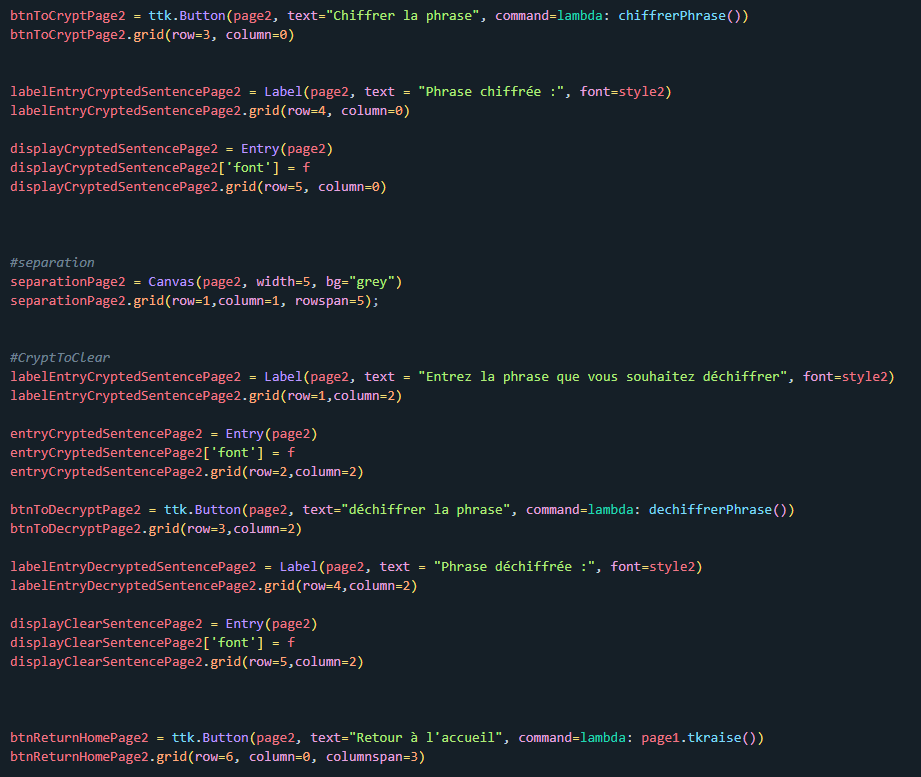 btnToCryptPage2 = ttk.Button(page2, text="Chiffrer la phrase", command=lambda: chiffrerPhrase())
btnToCryptPage2.grid(row=3, column=0)
labelEntryCryptedSentencePage2 = Label(page2, text = "Phrase chiffrée :", font=style2)
labelEntryCryptedSentencePage2.grid(row=4, column=0)
displayCryptedSentencePage2 = Entry(page2)
displayCryptedSentencePage2['font'] = f
displayCryptedSentencePage2.grid(row=5, column=0)
#separation
separationPage2 = Canvas(page2, width=5, bg="grey")
separationPage2.grid(row=1,column=1, rowspan=5);
#CryptToClear
labelEntryCryptedSentencePage2 = Label(page2, text = "Entrez la phrase que vous souhaitez déchiffrer", font=style2)
labelEntryCryptedSentencePage2.grid(row=1,column=2)
entryCryptedSentencePage2 = Entry(page2)
entryCryptedSentencePage2['font'] = f
entryCryptedSentencePage2.grid(row=2,column=2)
btnToDecryptPage2 = ttk.Button(page2, text="déchiffrer la phrase", command=lambda: dechiffrerPhrase())
btnToDecryptPage2.grid(row=3,column=2)
labelEntryDecryptedSentencePage2 = Label(page2, text = "Phrase déchiffrée :", font=style2)
labelEntryDecryptedSentencePage2.grid(row=4,column=2)
displayClearSentencePage2 = Entry(page2)
displayClearSentencePage2['font'] = f
displayClearSentencePage2.grid(row=5,column=2)
btnReturnHomePage2 = ttk.Button(page2, text="Retour à l'accueil", command=lambda: page1.tkraise())
btnReturnHomePage2.grid(row=6, column=0, columnspan=3)